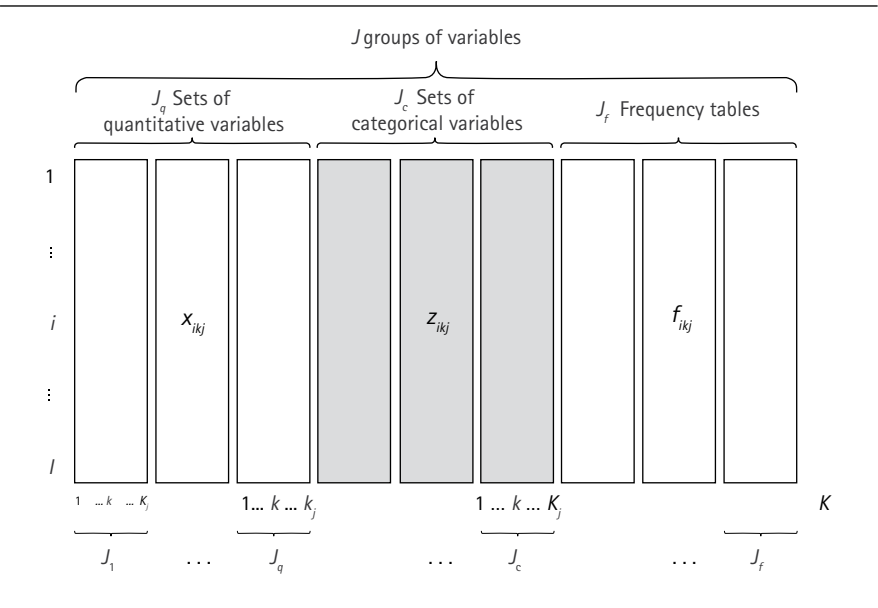 J groups of variables
J_q Sets of quantitative variables
J_c Sets of categorical variables
J_f Frequency tables
1
⋮
i
⋮
I
x_ikj
z_ikj
f_ikj
1 ... k ... K_j
1... k ... k_j
1 ... k ... K_j
K
J_1 ... J_q ... J_c ... J_f